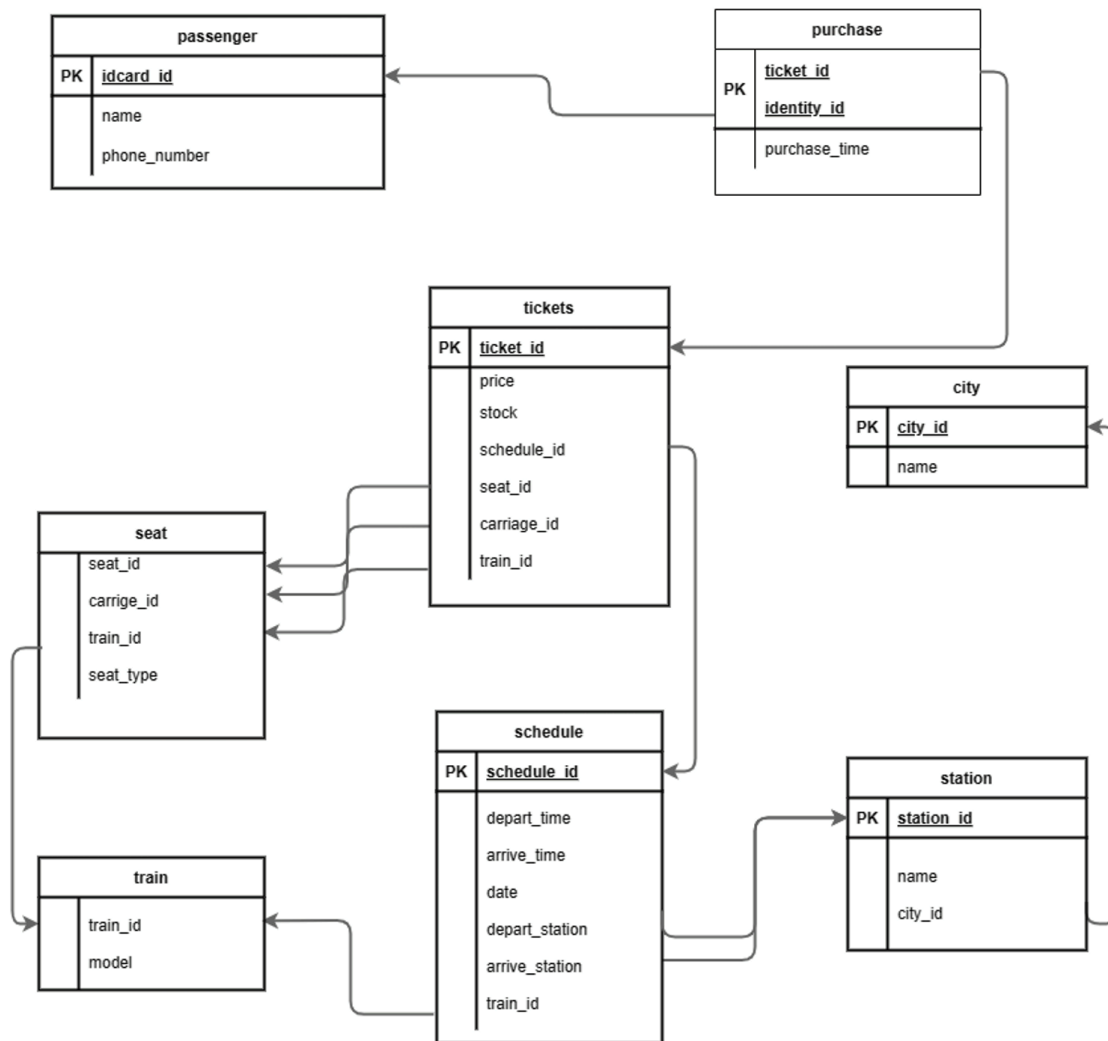 passenger
PK idcard_id
name
phone_number
purchase
PK
ticket_id
identity_id
purchase_time
tickets
PK ticket_id
price
stock
schedule_id
seat_id
carriage_id
train_id
city
PK city_id
name
seat
seat_id
carrige_id
train_id
seat_type
schedule
PK schedule_id
depart_time
arrive_time
date
depart_station
arrive_station
train_id
station
PK station_id
name
city_id
train
train_id
model